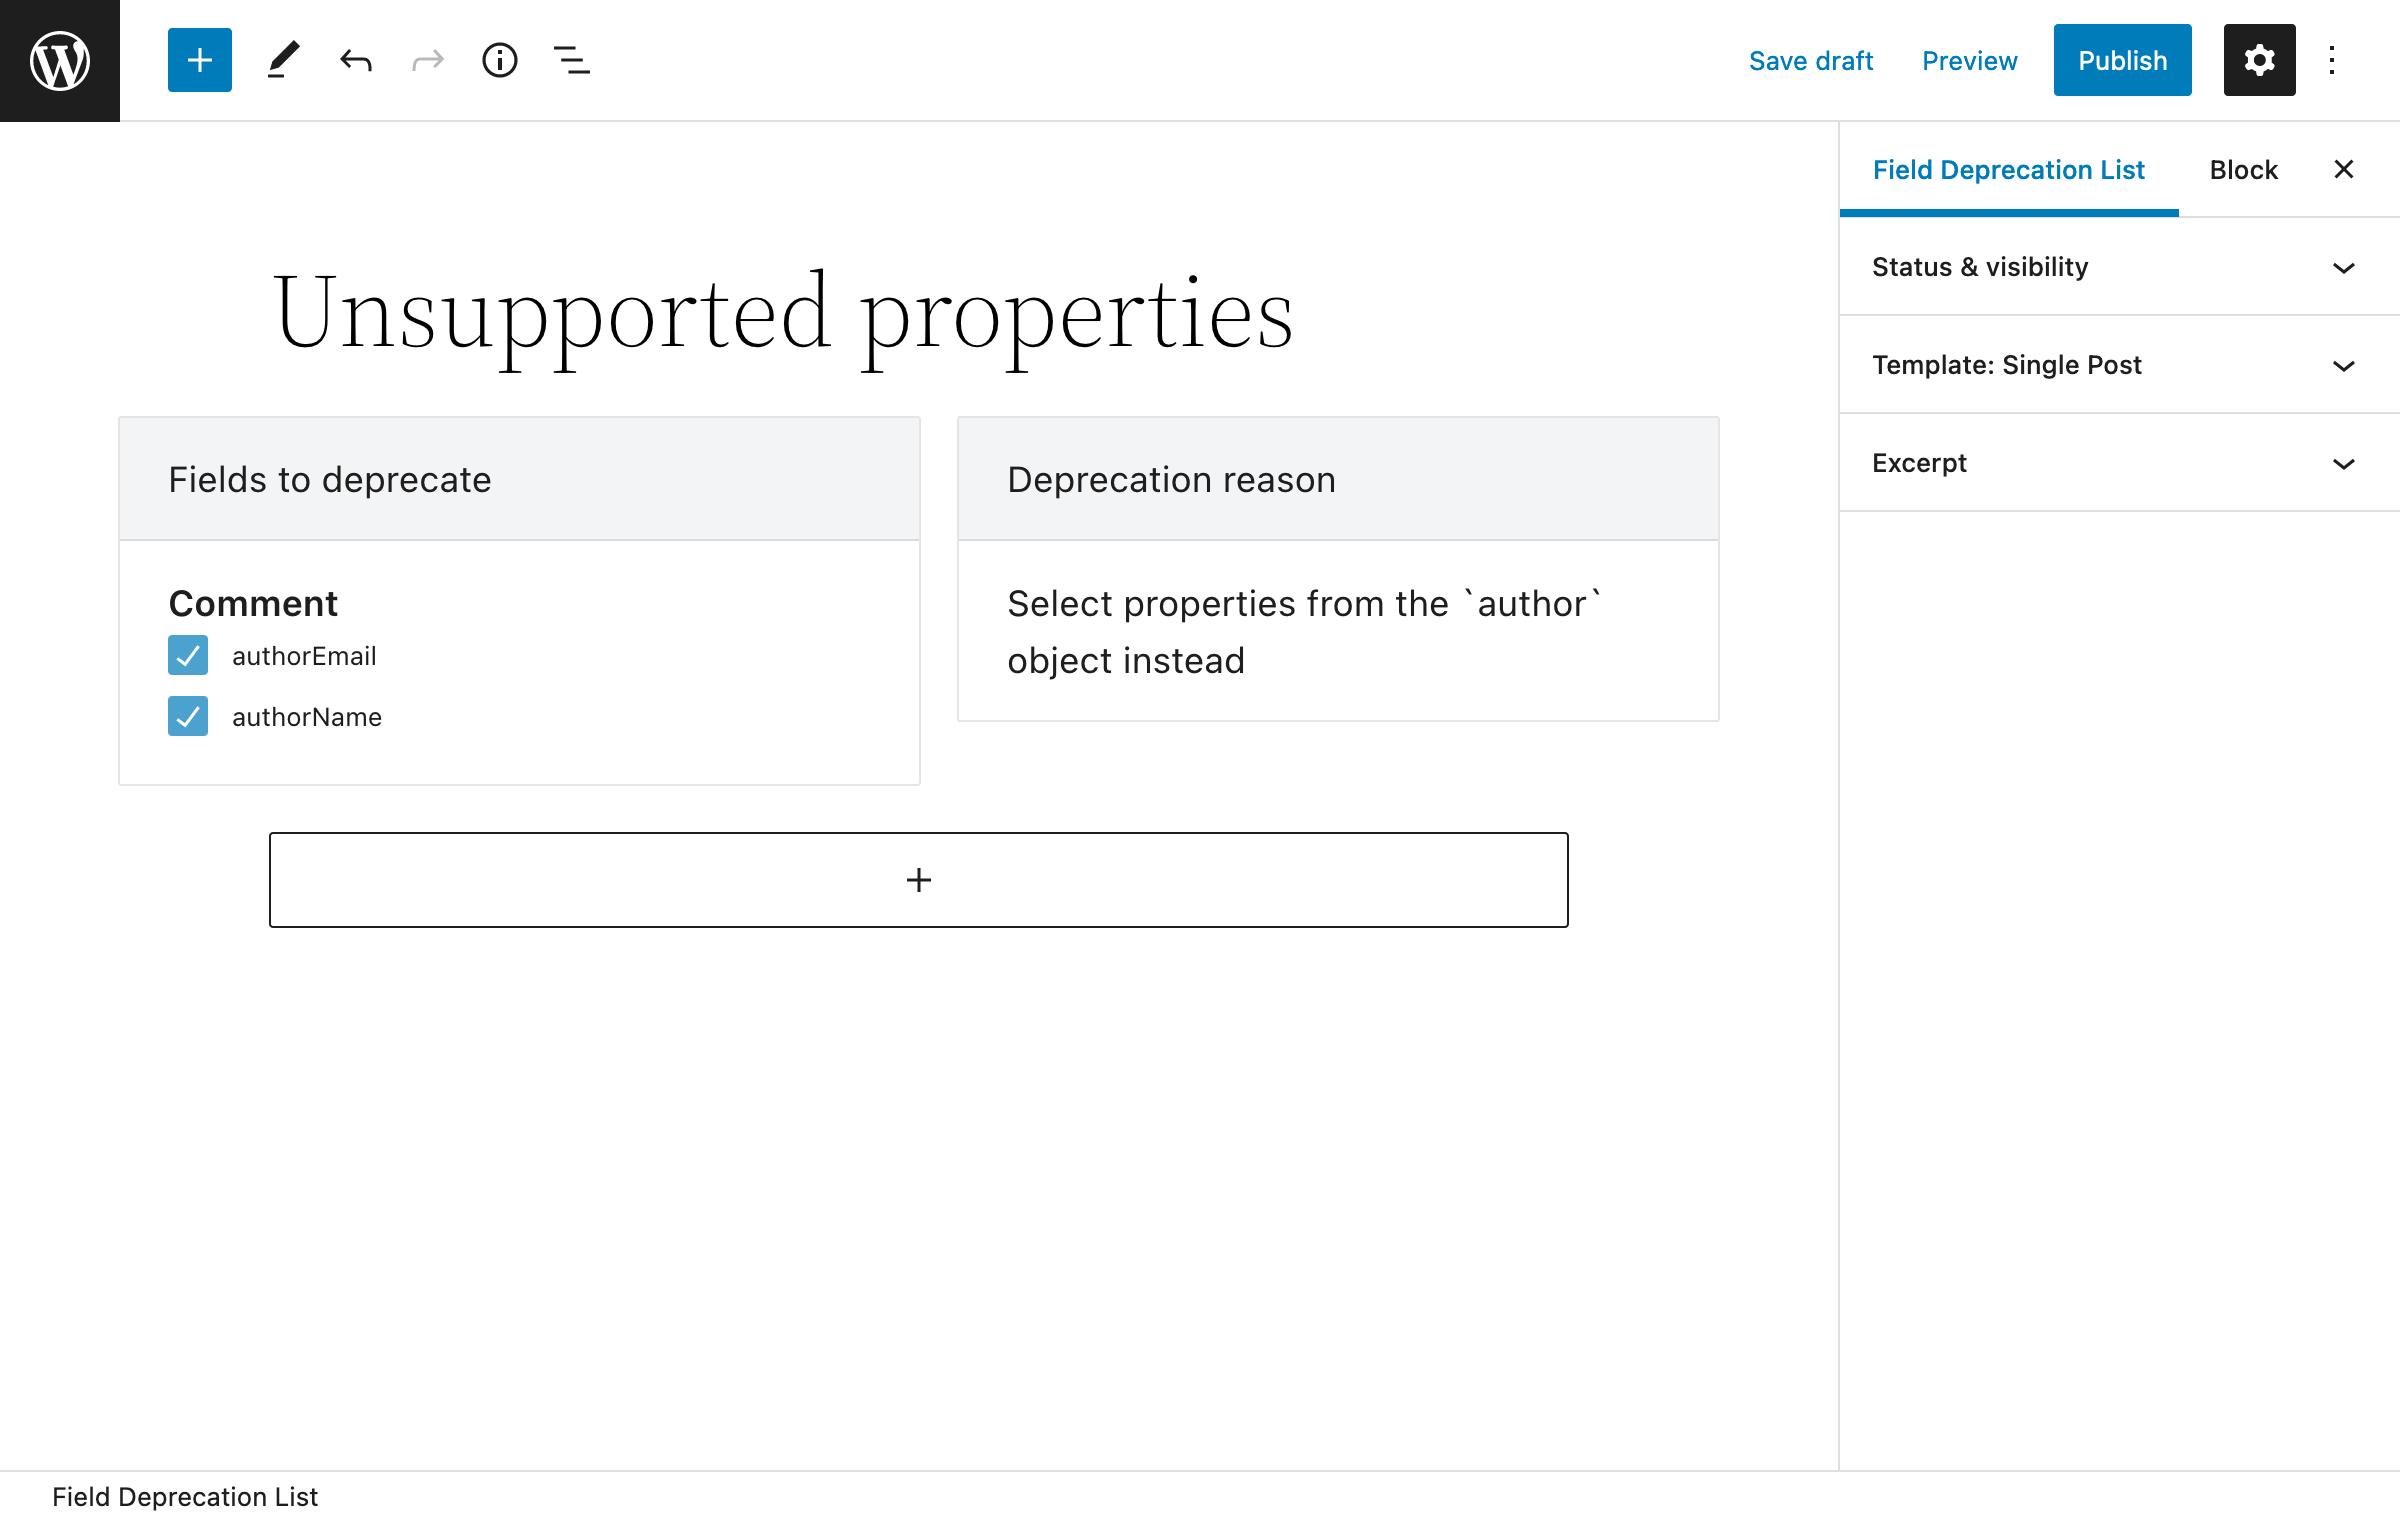 Save draft
Preview
Publish
Field Deprecation List
Block
Status & visibility
Template: Single Post
Excerpt
Unsupported properties
Fields to deprecate
Comment
authorEmail
authorName
Deprecation reason
Select properties from the `author`
object instead
Field Deprecation List